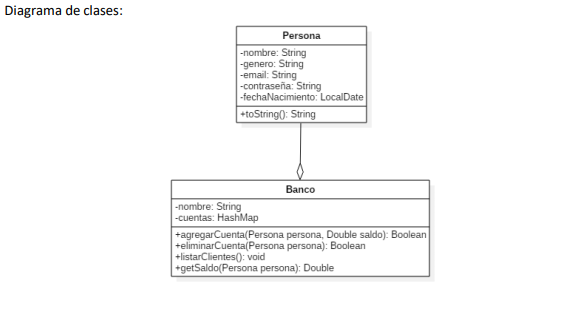 Diagrama de clases:
Persona
-nombre: String
-genero: String
-email: String
-contraseña: String
-fechaNacimiento: LocalDate
+toString(): String
Banco
-nombre: String
-cuentas: HashMap
+agregarCuenta(Persona persona, Double saldo): Boolean
+eliminarCuenta(Persona persona): Boolean
+listarClientes(): void
+getSaldo(Persona persona): Double